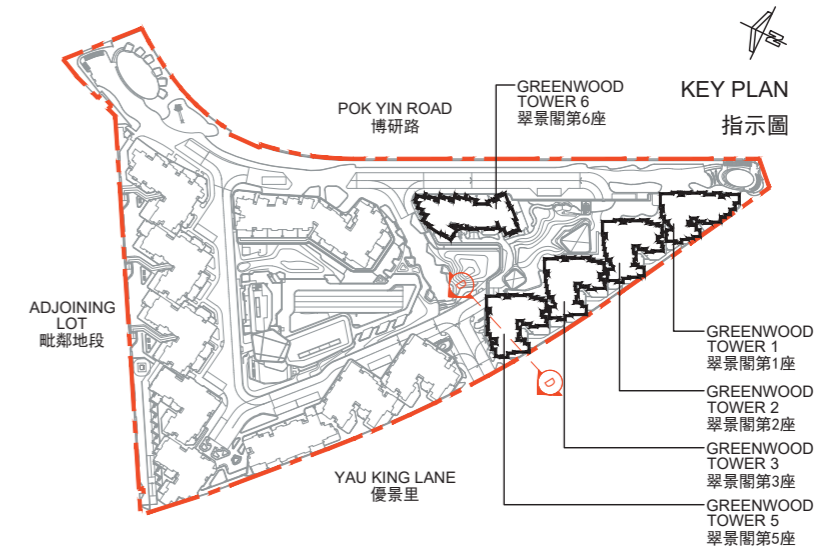 N
KEY PLAN
指示圖
GREENWOOD
TOWER 6
翠景閣第6座
POK YIN ROAD
博研路
ADJOINING
LOT
毗鄰地段
D
D
GREENWOOD
TOWER 1
翠景閣第1座
GREENWOOD
TOWER 2
翠景閣第2座
GREENWOOD
TOWER 3
翠景閣第3座
GREENWOOD
TOWER 5
翠景閣第5座
YAU KING LANE
優景里